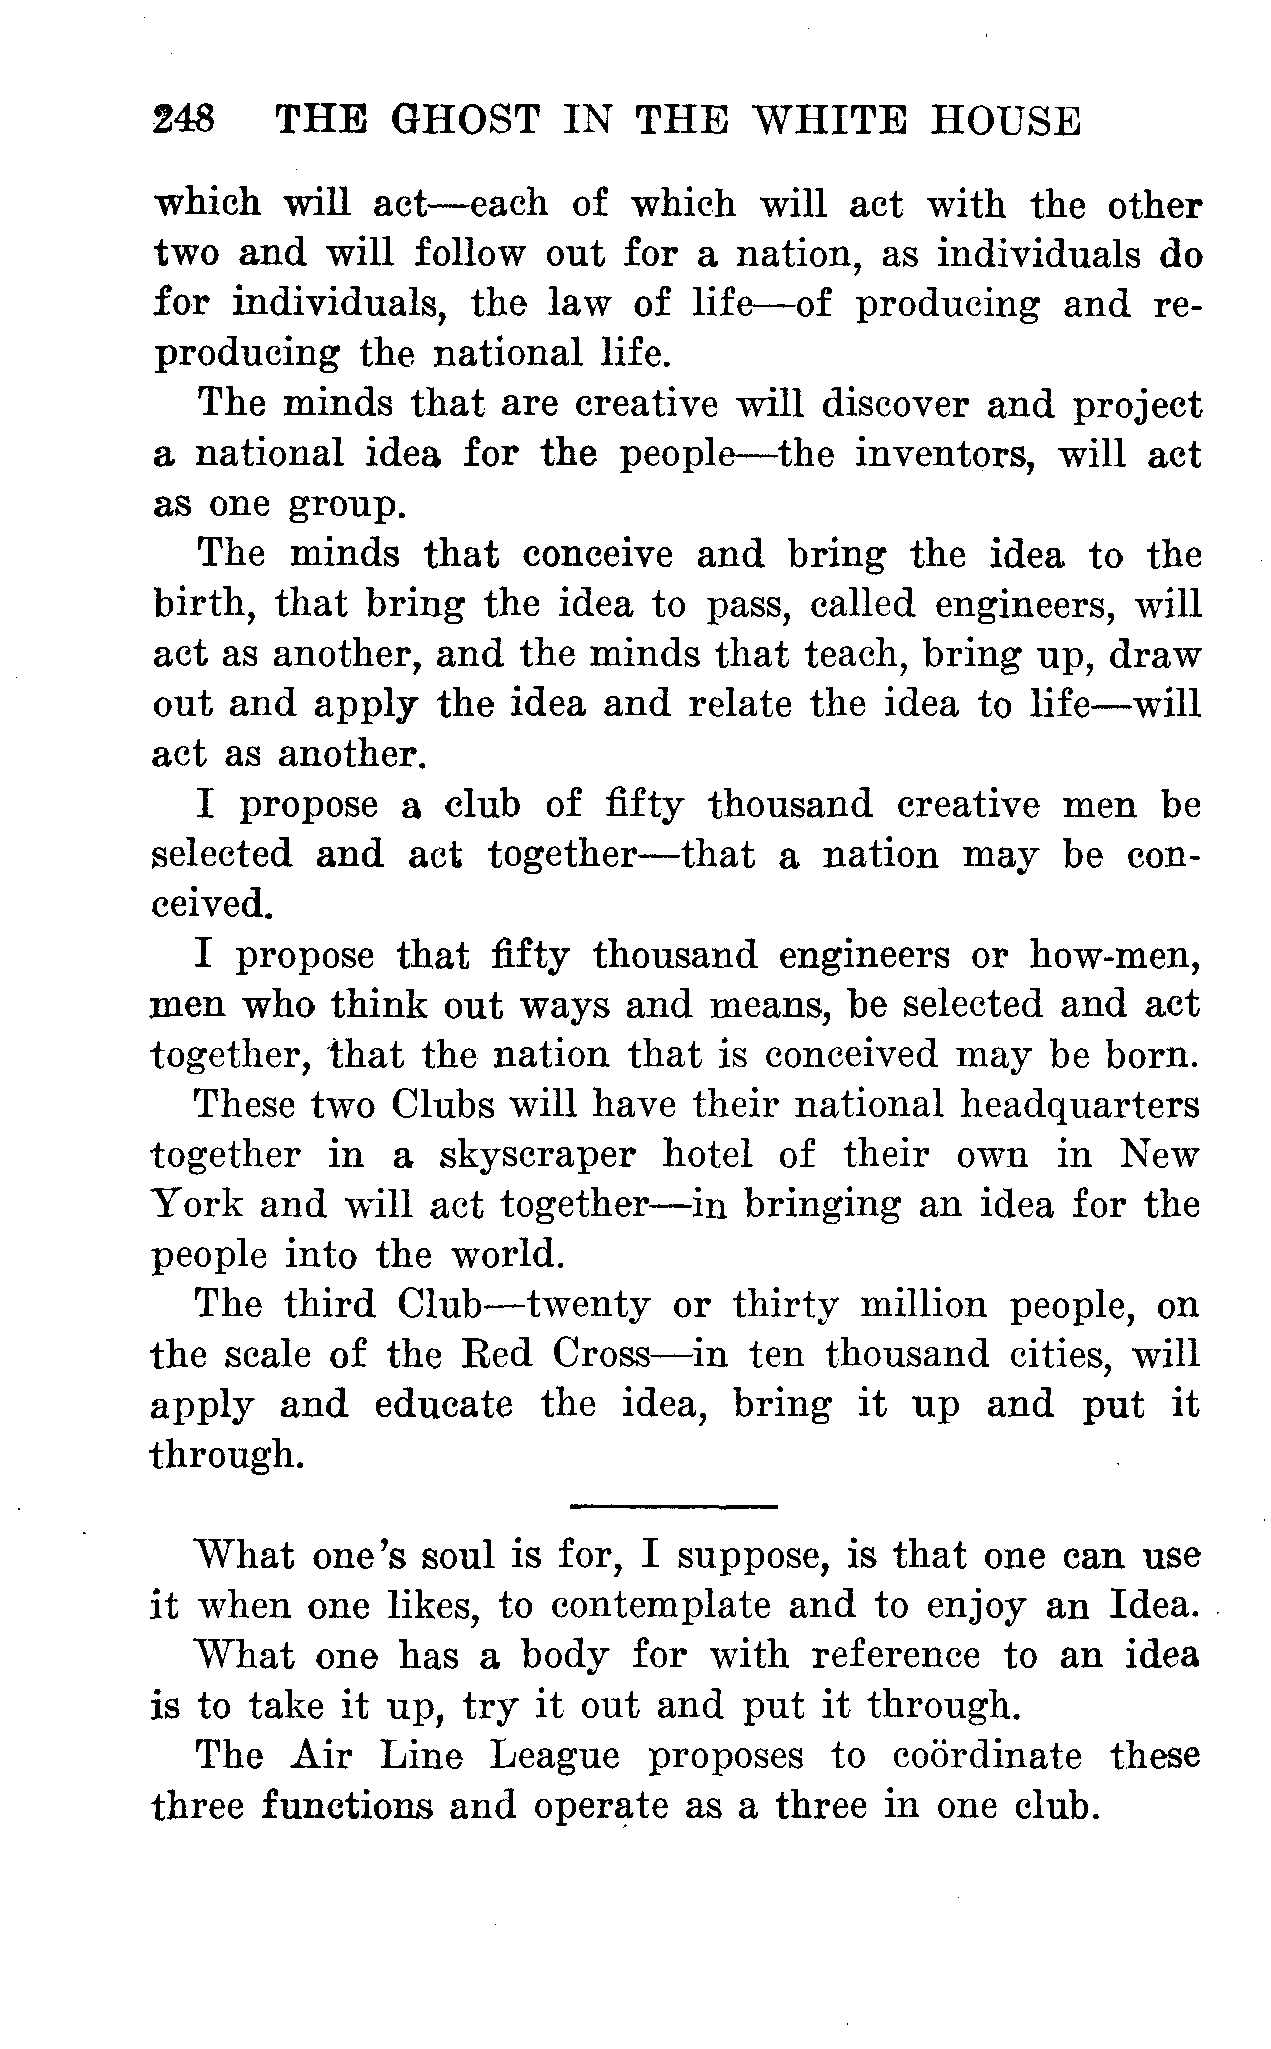 248 THE GHOST IN THE WHITE HOUSE
which will act—each of which will act with the other
two and will follow out for a nation, as individuals do
for individuals, the law of life—of producing and re-
producing the national life.
The minds that are creative will discover and project
a national idea for the people—the inventors, will act
as one group.
The minds that conceive and bring the idea to the
birth, that bring the idea to pass, called engineers, will
act as another, and the minds that teach, bring up, draw
out and apply the idea and relate the idea to life—will
act as another.
I propose a club of fifty thousand creative men be
selected and act together—that a nation may be con-
ceived.
I propose that fifty thousand engineers or how-men,
men who think out ways and means, be selected and act
together, that the nation that is conceived may be born.
These two Clubs will have their national headquarters
together in a skyscraper hotel of their own in New
York and will act together—in bringing an idea for the
people into the world.
The third Club—twenty or thirty million people, on
the scale of the Red Cross—in ten thousand cities, will
apply and educate the idea, bring it up and put it
through.
What one's soul is for, I suppose, is that one can use
it when one likes, to contemplate and to enjoy an Idea.
What one has a body for with reference to an idea
is to take it up, try it out and put it through.
The Air Line League proposes to coördinate these
three functions and operate as a three in one club.